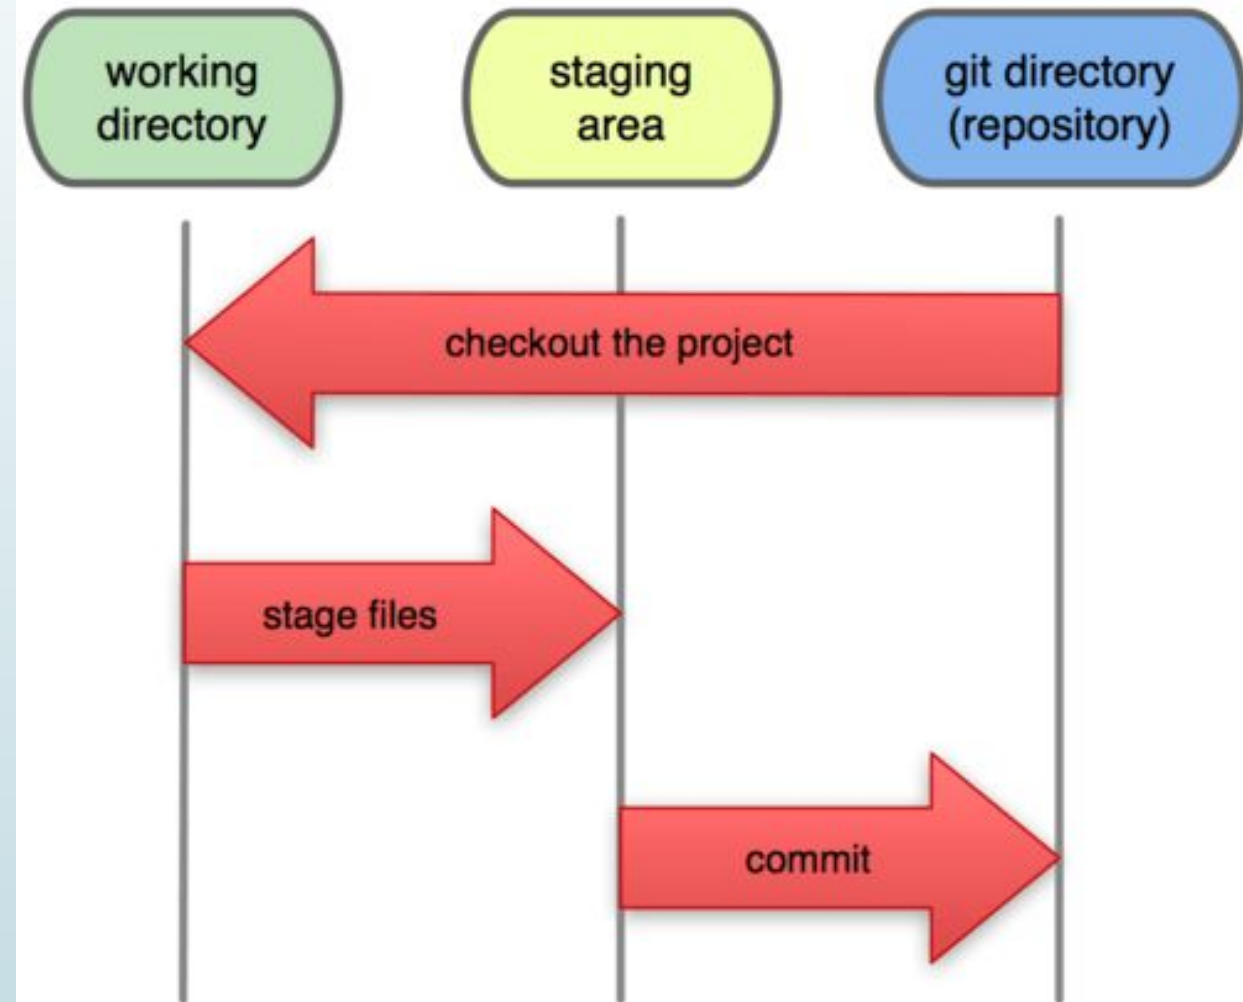 working
directory
staging
area
git directory
(repository)
checkout the project
stage files
commit